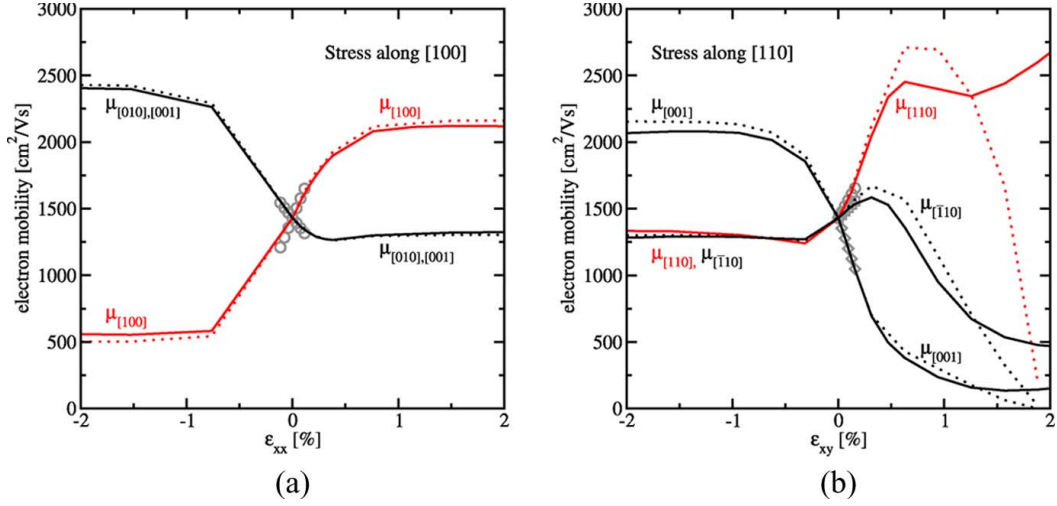 3000
2500
2000
1500
1000
500
0
electron mobility [cm²/Vs]
Stress along [100]
μ[010],[001]
μ[100]
μ[010],[001]
μ[100]
-2 -1 0 1 2
εxx [%]
(a)
3000
2500
2000
1500
1000
500
0
electron mobility [cm²/Vs]
Stress along [110]
μ[001]
μ[110]
μ[1̅10]
μ[110], μ[1̅10]
μ[001]
-2 -1 0 1 2
εxy [%]
(b)